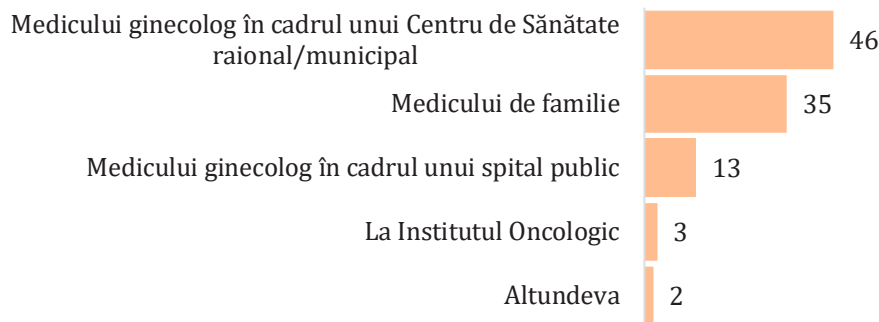 Medicului ginecolog în cadrul unui Centru de Sănătate
raional/municipal
46
Medicului de familie
35
Medicului ginecolog în cadrul unui spital public
13
La Institutul Oncologic
3
Altundeva
2